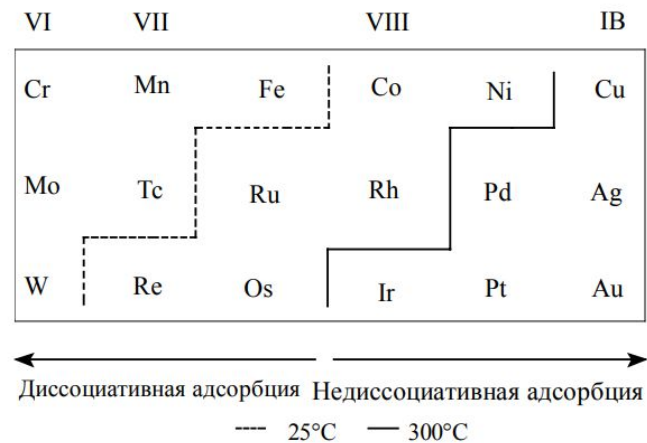 VI VII VIII IB
Cr Mn Fe Co Ni Cu
Mo Tc Ru Rh Pd Ag
W Re Os Ir Pt Au
Диссоциативная адсорбция Недиссоциативная адсорбция
25°C 300°C